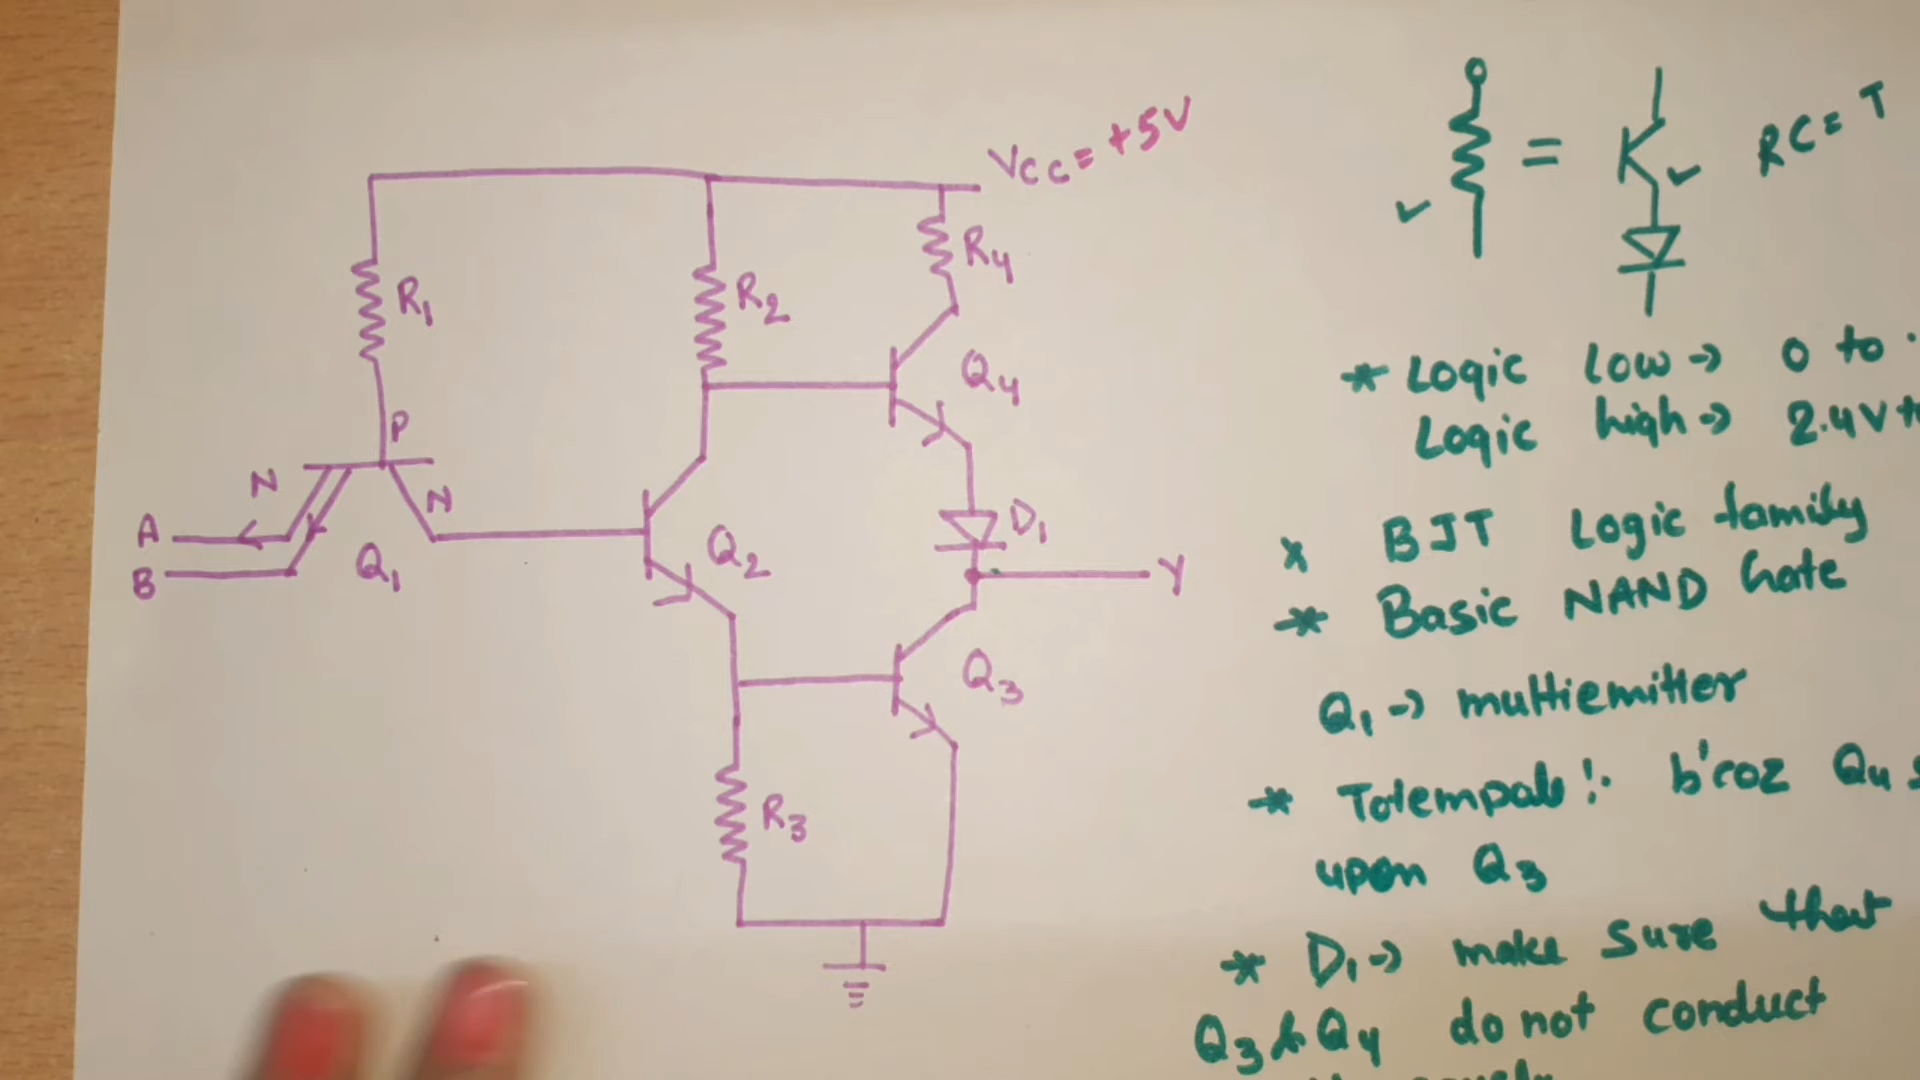 Vcc = +5V
R1
R2
R4
P
N
N
A
B
Q1
Q2
Q4
D1
Y
Q3
R3
= RC =
* Logic low → 0 to
Logic high → 2.4V
* BJT Logic family
* Basic NAND Gate
Q1 → multiemitter
* Totempole : b'coz Q4
upon Q3
* D1 → make sure that
Q3 & Q4 do not conduct